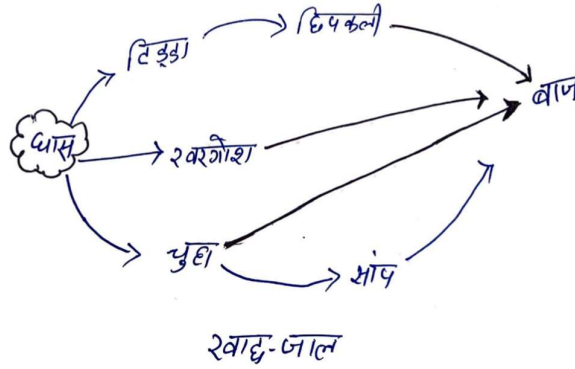 छिपकली
टिड्डा
बाज
घास
खरगोश
चुहा
सांप
खाद्य-जाल